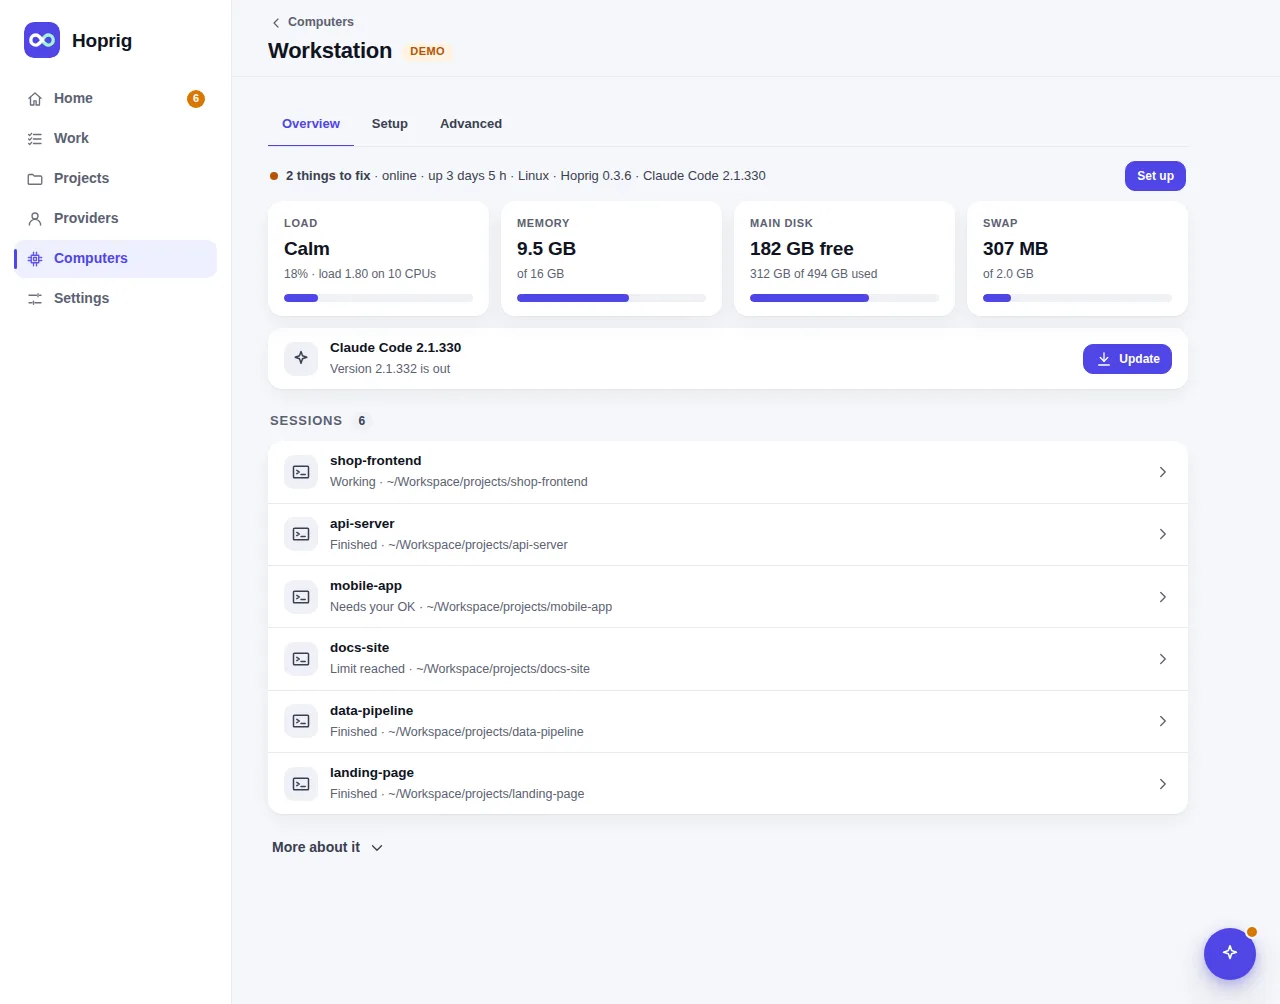 Hoprig
Home 6
Work
Projects
Providers
Computers
Settings
Computers
Workstation DEMO
Overview Setup Advanced
2 things to fix · online · up 3 days 5 h · Linux · Hoprig 0.3.6 · Claude Code 2.1.330
Set up
LOAD
Calm
18% · load 1.80 on 10 CPUs
MEMORY
9.5 GB
of 16 GB
MAIN DISK
182 GB free
312 GB of 494 GB used
SWAP
307 MB
of 2.0 GB
Claude Code 2.1.330
Version 2.1.332 is out
Update
SESSIONS 6
shop-frontend
Working · ~/Workspace/projects/shop-frontend
api-server
Finished · ~/Workspace/projects/api-server
mobile-app
Needs your OK · ~/Workspace/projects/mobile-app
docs-site
Limit reached · ~/Workspace/projects/docs-site
data-pipeline
Finished · ~/Workspace/projects/data-pipeline
landing-page
Finished · ~/Workspace/projects/landing-page
More about it